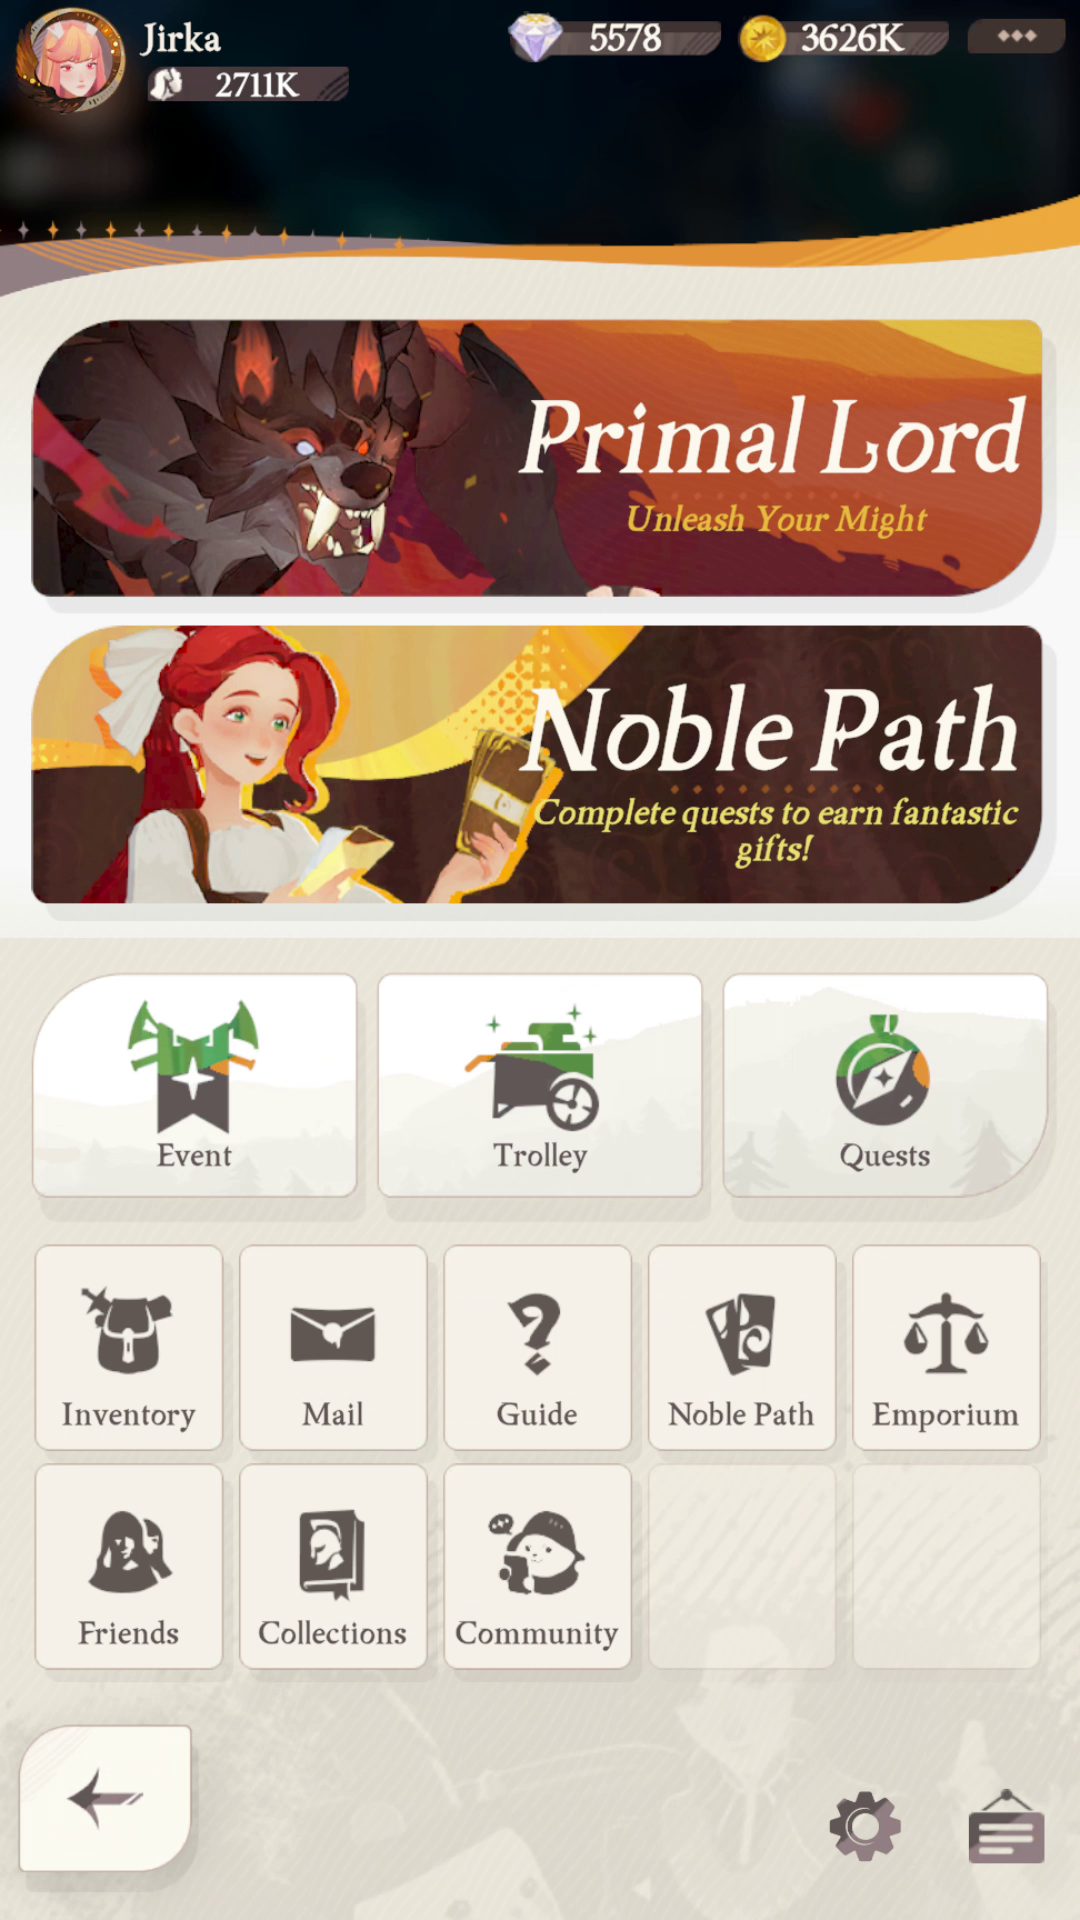 Jirka
2711K
5578
3626K
Primal Lord
Unleash Your Might
Noble Path
Complete quests to earn fantastic
gifts!
Event
Trolley
Quests
Inventory
Mail
Guide
Noble Path
Emporium
Friends
Collections
Community